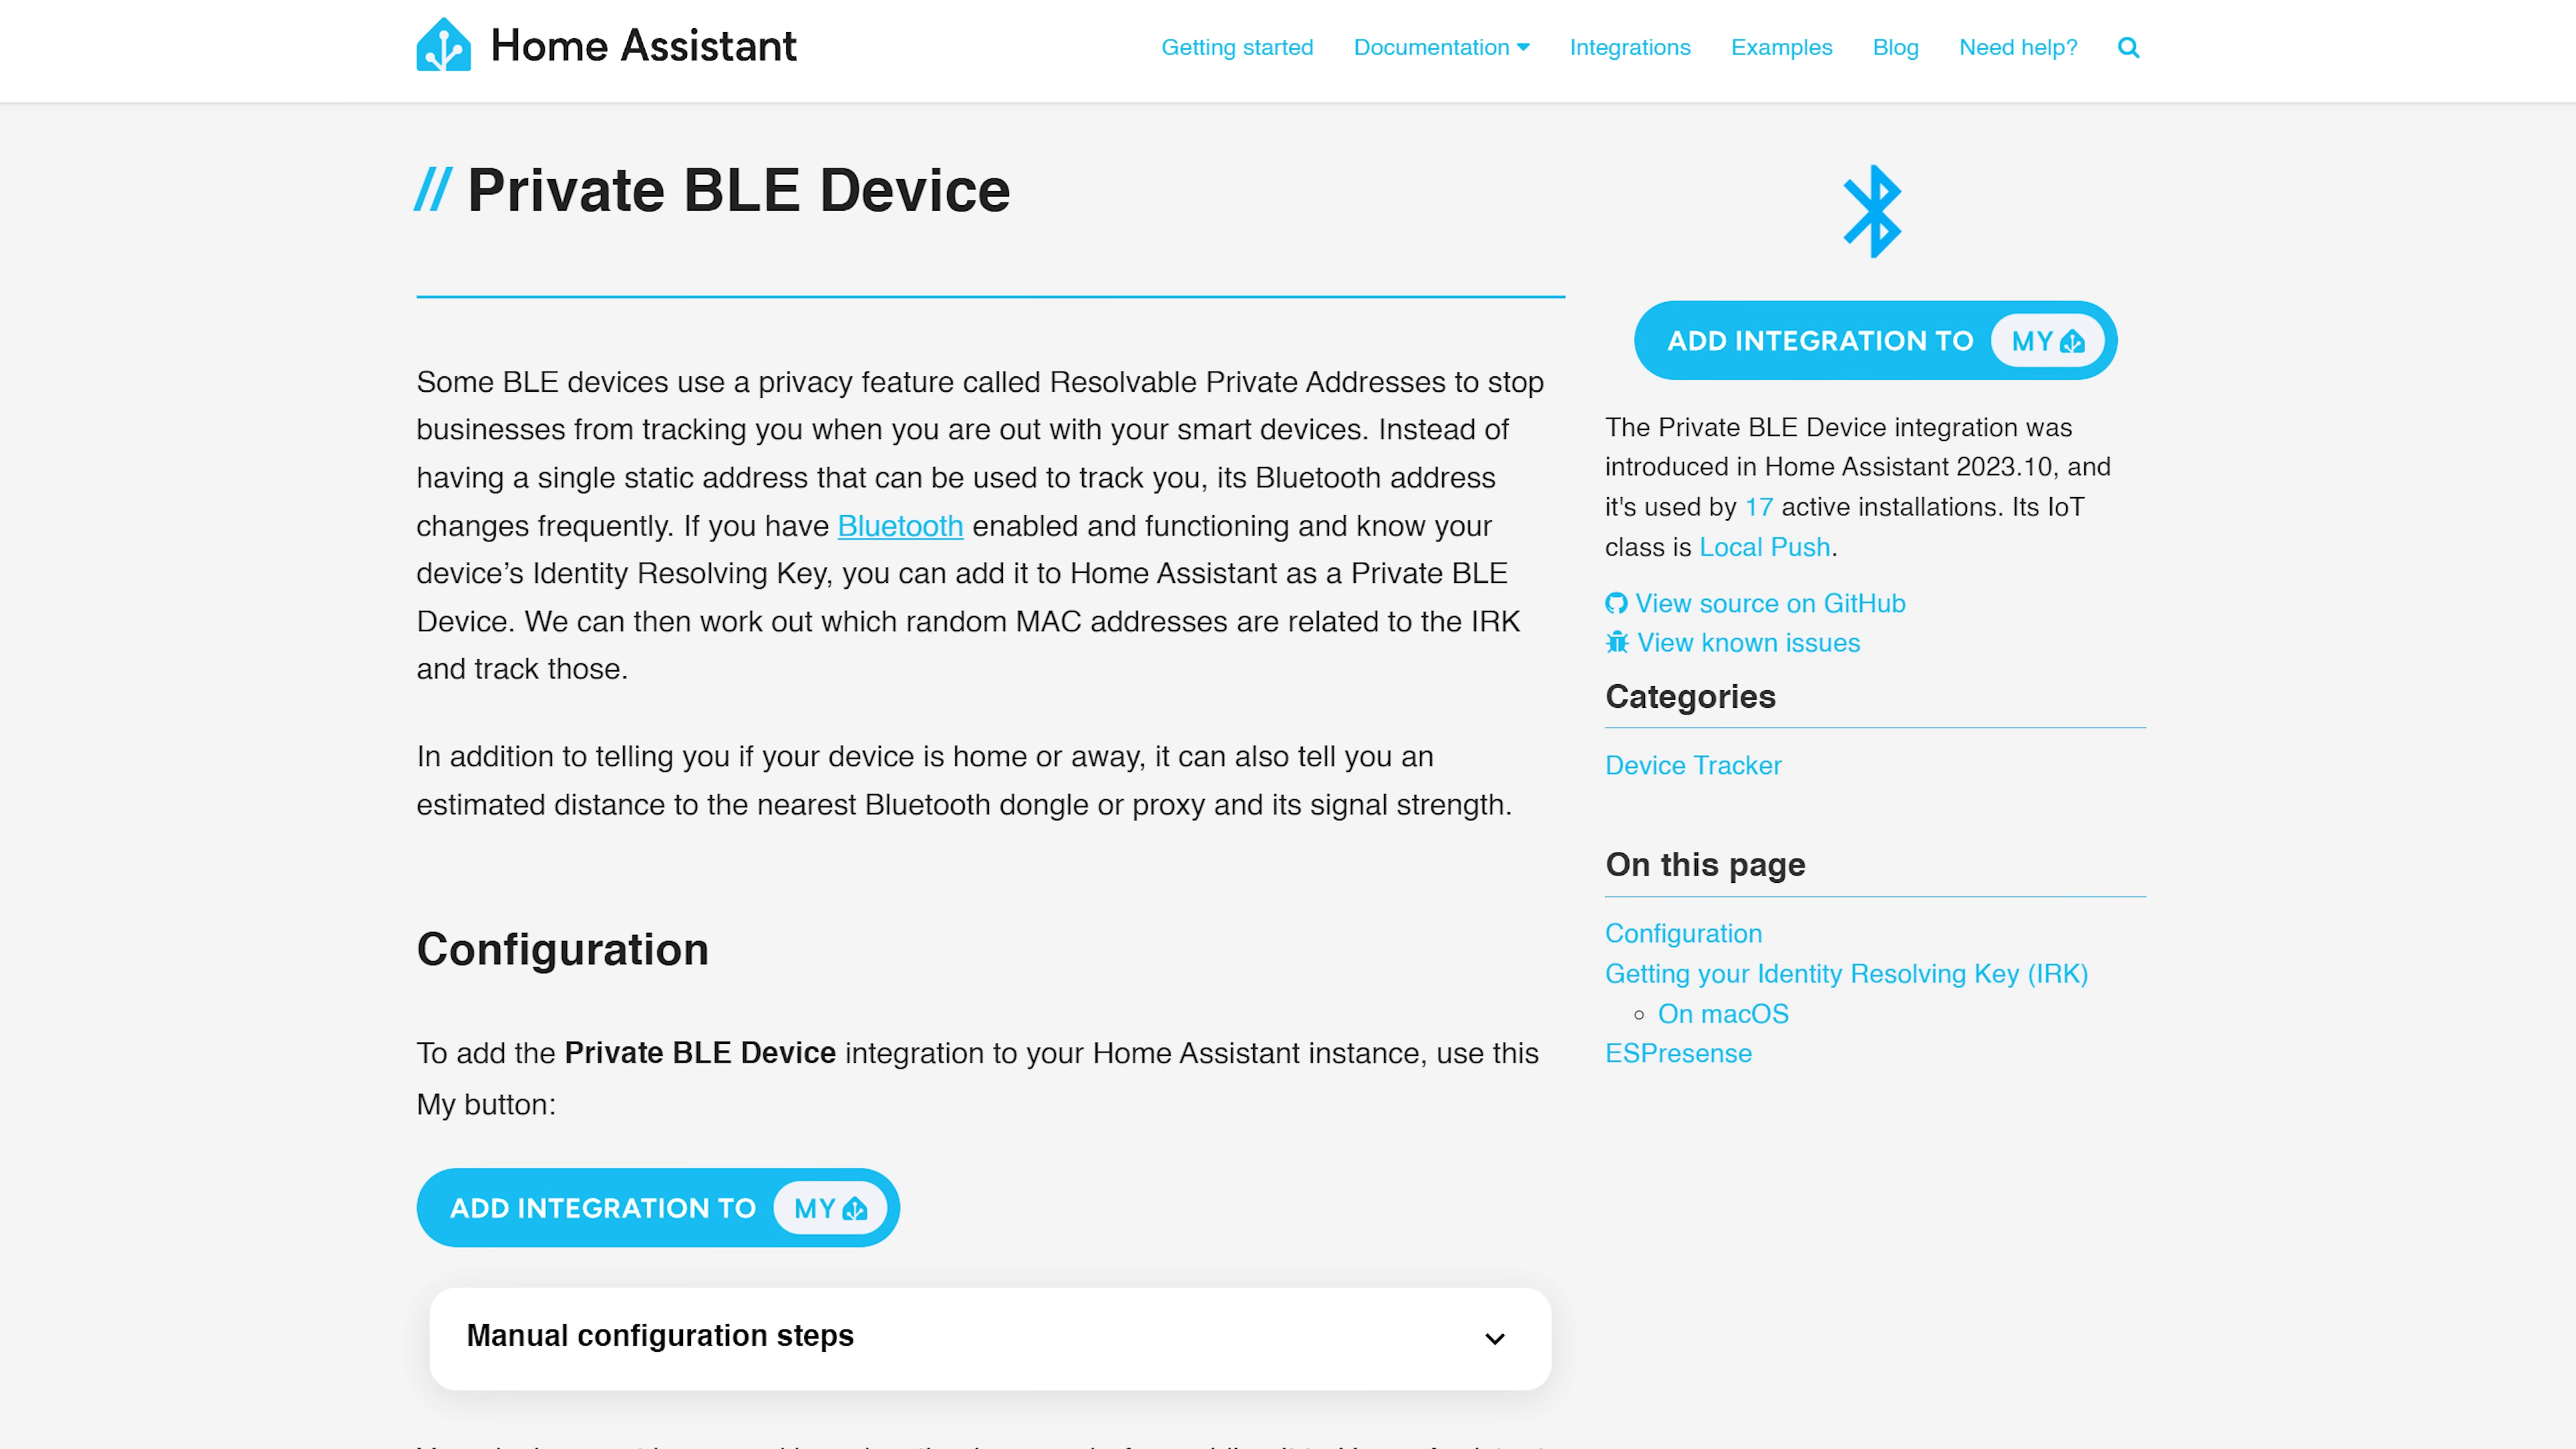 Home Assistant
Getting started
Documentation
Integrations
Examples
Blog
Need help?
// Private BLE Device
Some BLE devices use a privacy feature called Resolvable Private Addresses to stop
businesses from tracking you when you are out with your smart devices. Instead of
having a single static address that can be used to track you, its Bluetooth address
changes frequently. If you have Bluetooth enabled and functioning and know your
device’s Identity Resolving Key, you can add it to Home Assistant as a Private BLE
Device. We can then work out which random MAC addresses are related to the IRK
and track those.
In addition to telling you if your device is home or away, it can also tell you an
estimated distance to the nearest Bluetooth dongle or proxy and its signal strength.
Configuration
To add the Private BLE Device integration to your Home Assistant instance, use this
My button:
ADD INTEGRATION TO MY
Manual configuration steps
ADD INTEGRATION TO MY
The Private BLE Device integration was
introduced in Home Assistant 2023.10, and
it's used by 17 active installations. Its IoT
class is Local Push.
View source on GitHub
View known issues
Categories
Device Tracker
On this page
Configuration
Getting your Identity Resolving Key (IRK)
On macOS
ESPresense